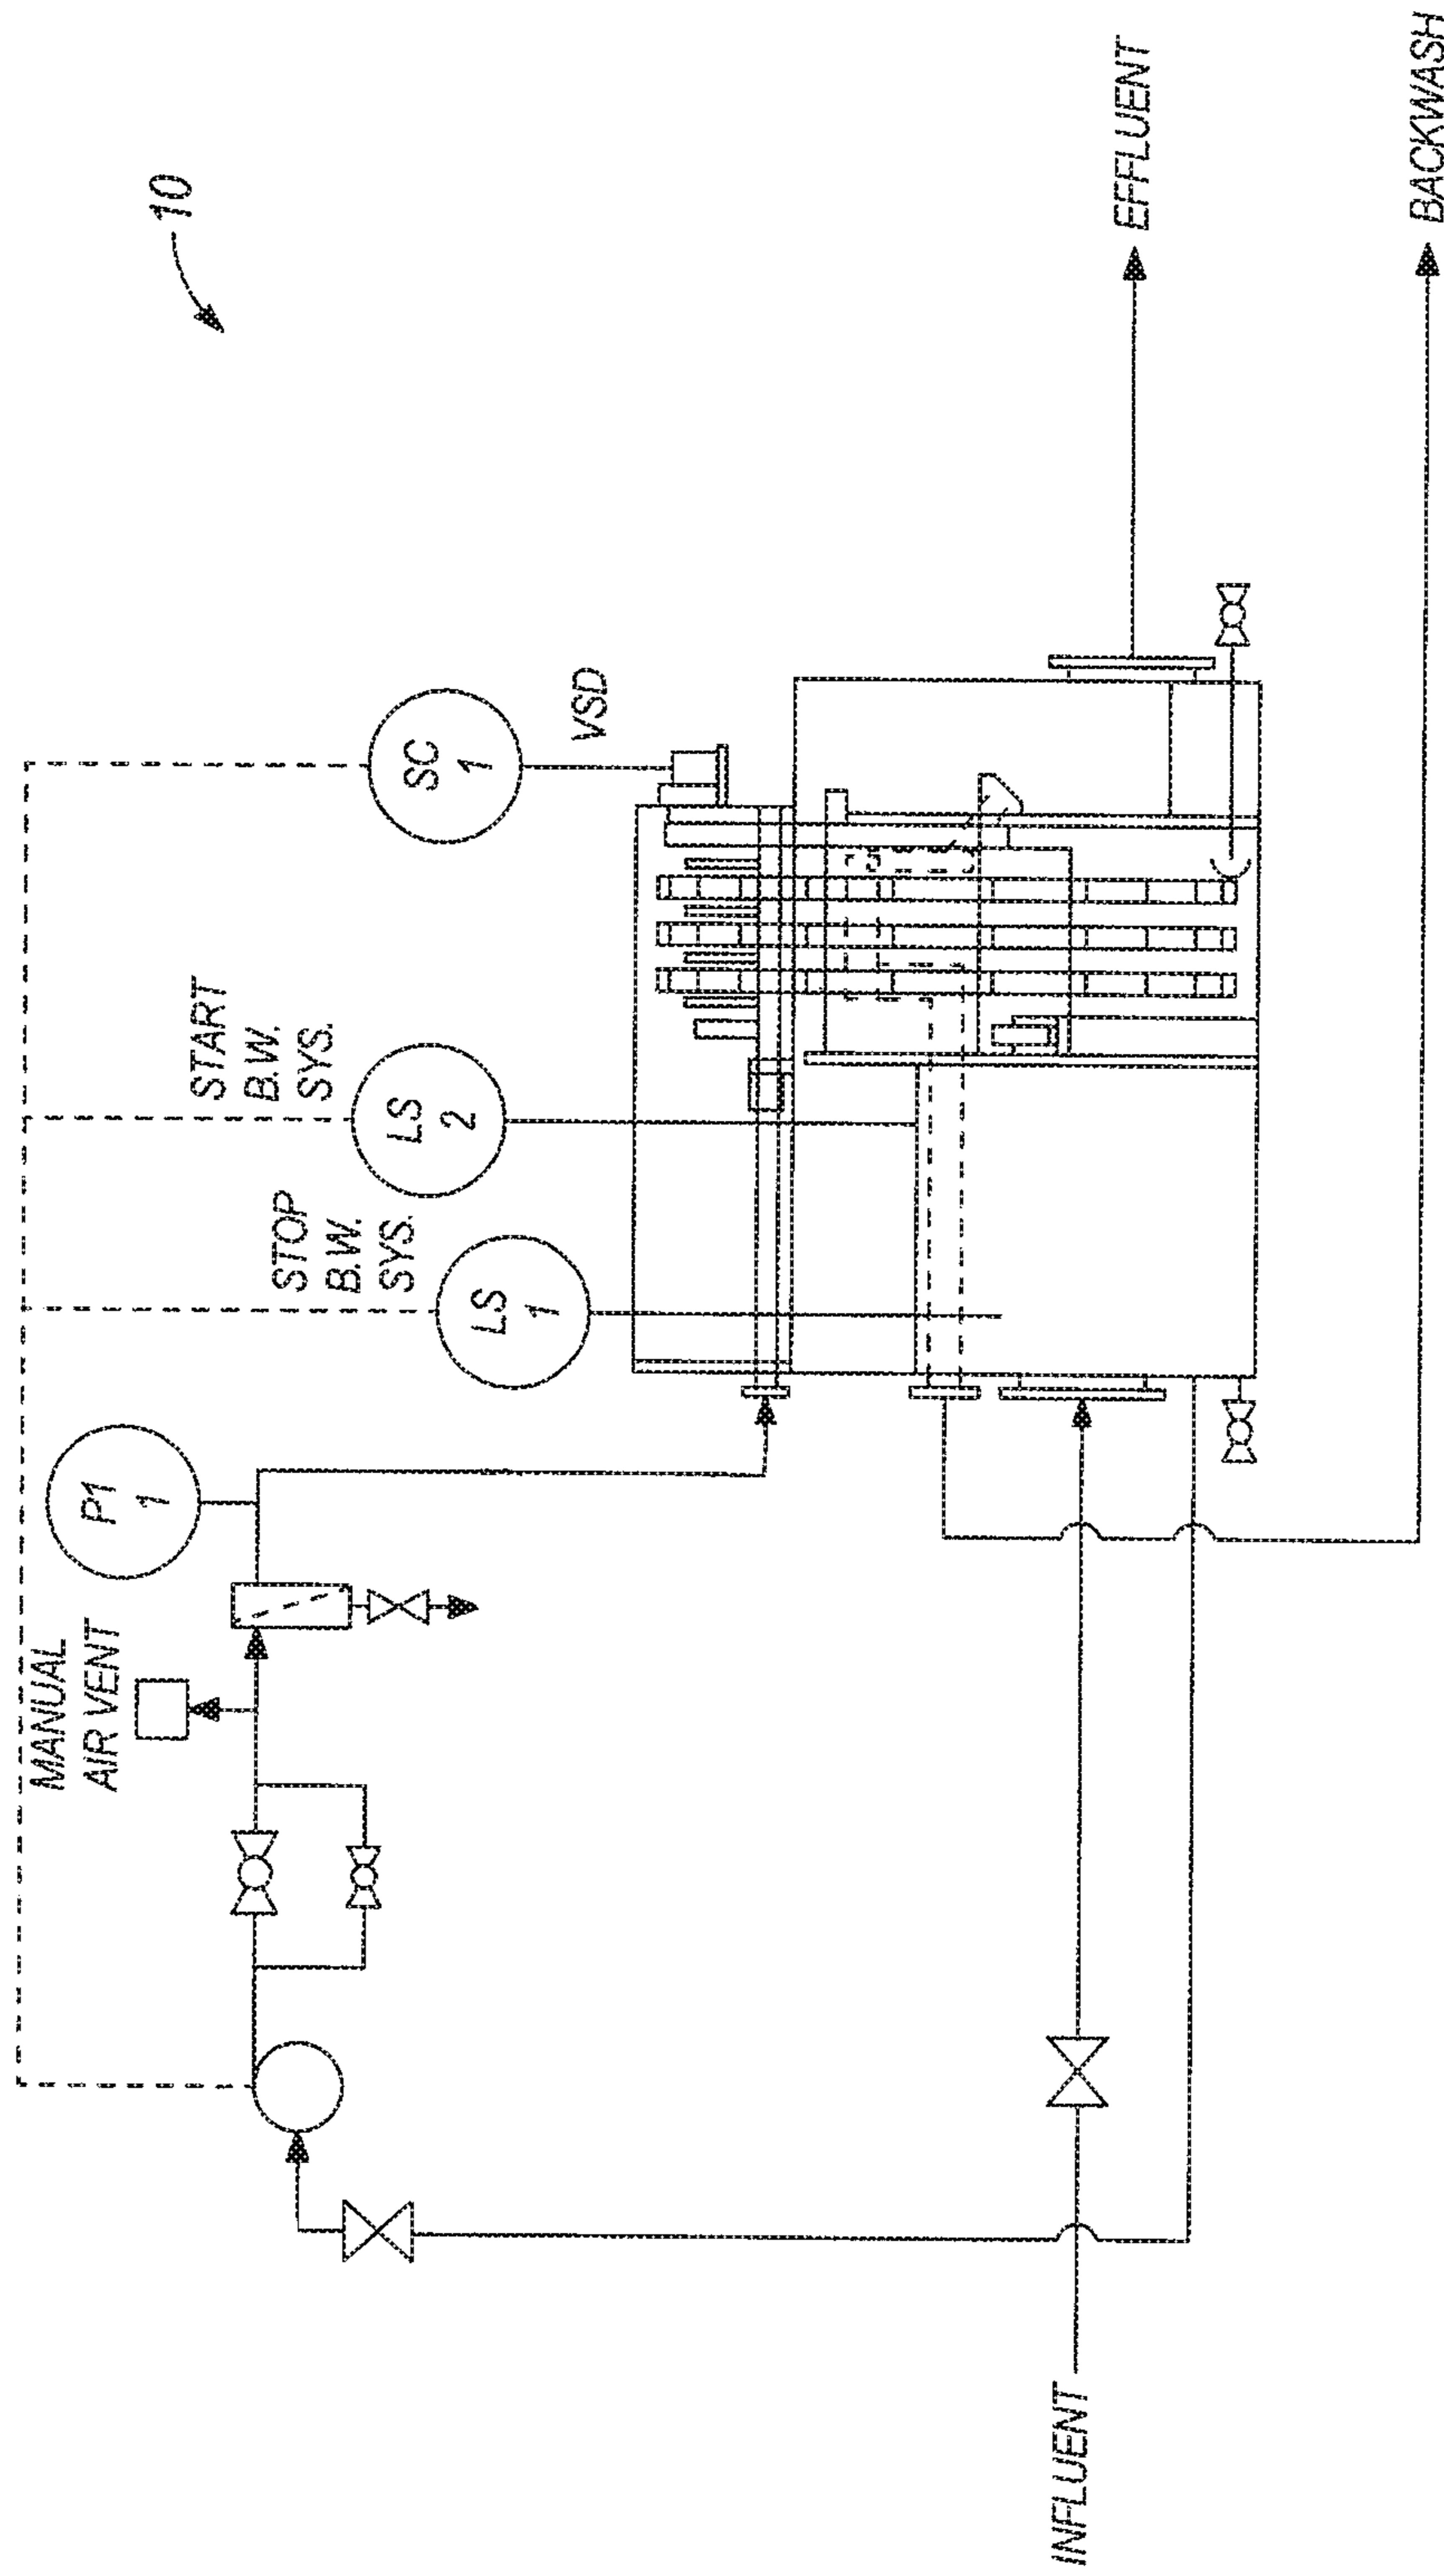 10
MANUAL
AIR VENT
P1
1
STOP
B.W.
SYS.
LS
1
START
B.W.
SYS.
LS
2
SC
1
VSD
INFLUENT
EFFLUENT
BACKWASH